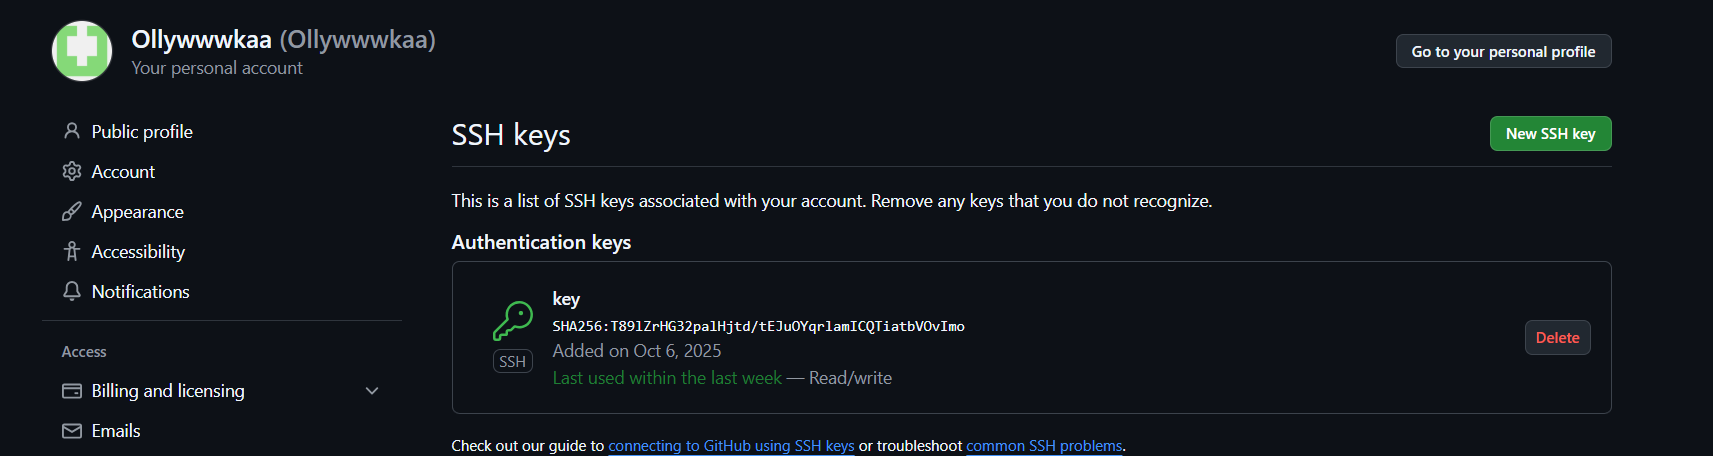 Ollywwwkaa (Ollywwwkaa)
Your personal account
Go to your personal profile
Public profile
Account
Appearance
Accessibility
Notifications
Access
Billing and licensing
Emails
SSH keys
New SSH key
This is a list of SSH keys associated with your account. Remove any keys that you do not recognize.
Authentication keys
key
SHA256:T89lZrHG32palHjtd/tEJuOYqrlamICQTiatbVOvImo
SSH
Added on Oct 6, 2025
Last used within the last week — Read/write
Delete
Check out our guide to connecting to GitHub using SSH keys or troubleshoot common SSH problems.